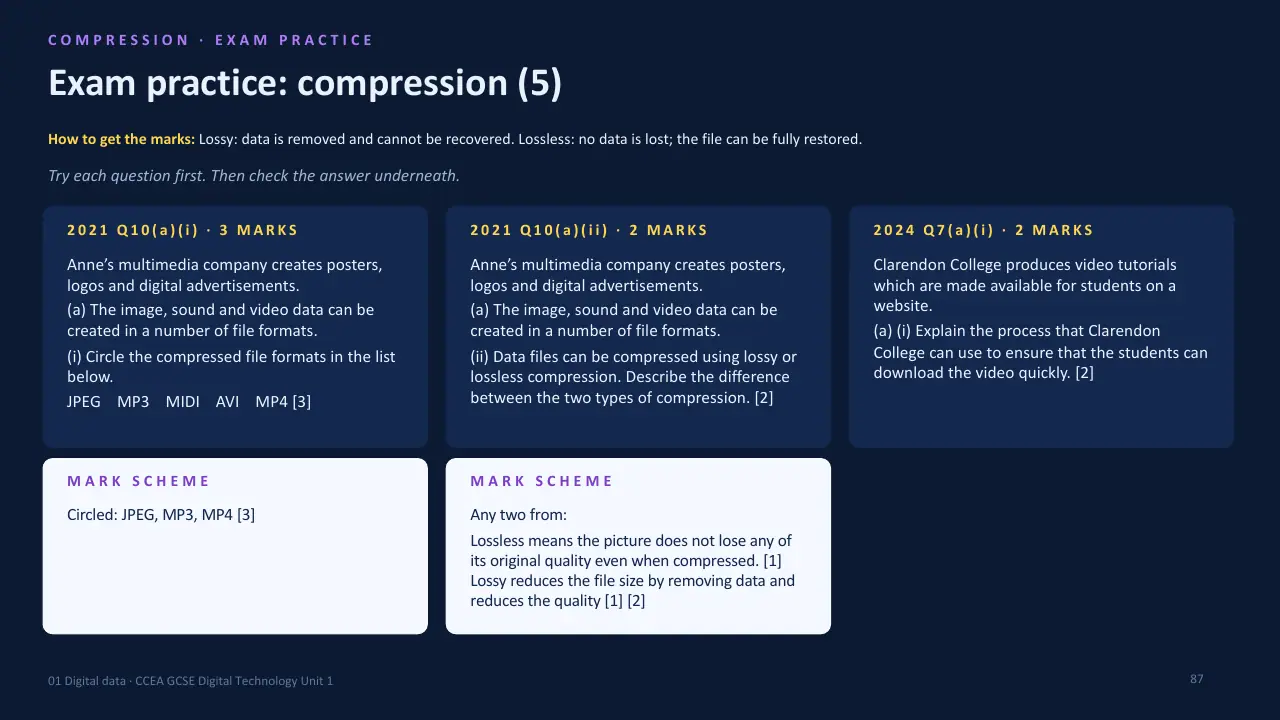 COMPRESSION · EXAM PRACTICE
Exam practice: compression (5)
How to get the marks: Lossy: data is removed and cannot be recovered. Lossless: no data is lost; the file can be fully restored.
Try each question first. Then check the answer underneath.
2021 Q10(a)(i) · 3 MARKS
Anne’s multimedia company creates posters,
logos and digital advertisements.
(a) The image, sound and video data can be
created in a number of file formats.
(i) Circle the compressed file formats in the list
below.
JPEG MP3 MIDI AVI MP4 [3]
MARK SCHEME
Circled: JPEG, MP3, MP4 [3]
2021 Q10(a)(ii) · 2 MARKS
Anne’s multimedia company creates posters,
logos and digital advertisements.
(a) The image, sound and video data can be
created in a number of file formats.
(ii) Data files can be compressed using lossy or
lossless compression. Describe the difference
between the two types of compression. [2]
MARK SCHEME
Any two from:
Lossless means the picture does not lose any of
its original quality even when compressed. [1]
Lossy reduces the file size by removing data and
reduces the quality [1] [2]
2024 Q7(a)(i) · 2 MARKS
Clarendon College produces video tutorials
which are made available for students on a
website.
(a) (i) Explain the process that Clarendon
College can use to ensure that the students can
download the video quickly. [2]
01 Digital data · CCEA GCSE Digital Technology Unit 1
87